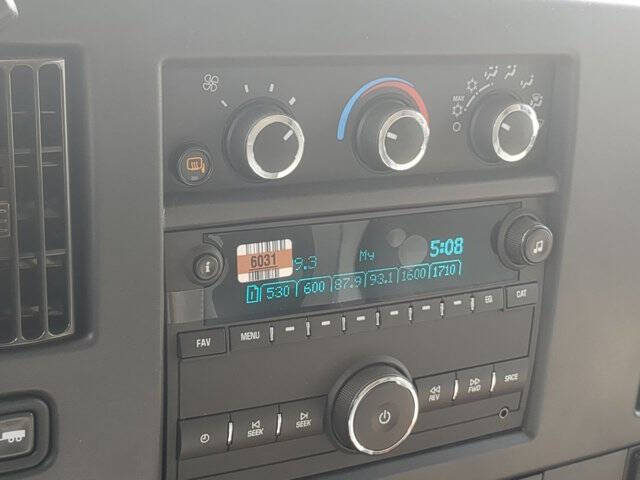 MAX
6031
9.3 My 5:08
1 530 600 87.9 93.1 1600 1710
FAV MENU EQ CAT
SEEK SEEK REV FWD SRCE